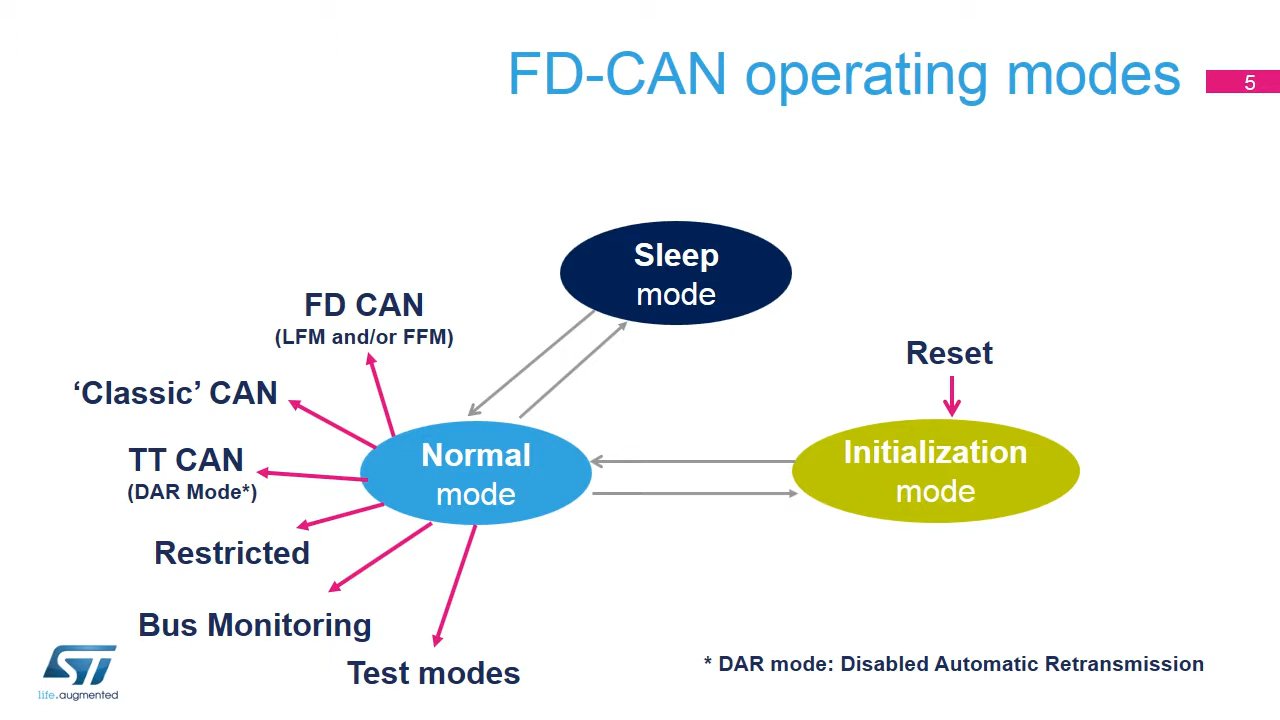 FD-CAN operating modes
5
Sleep
mode
FD CAN
(LFM and/or FFM)
Reset
‘Classic’ CAN
Normal
mode
Initialization
mode
TT CAN
(DAR Mode*)
Restricted
Bus Monitoring
Test modes
* DAR mode: Disabled Automatic Retransmission
ST
life.augmented